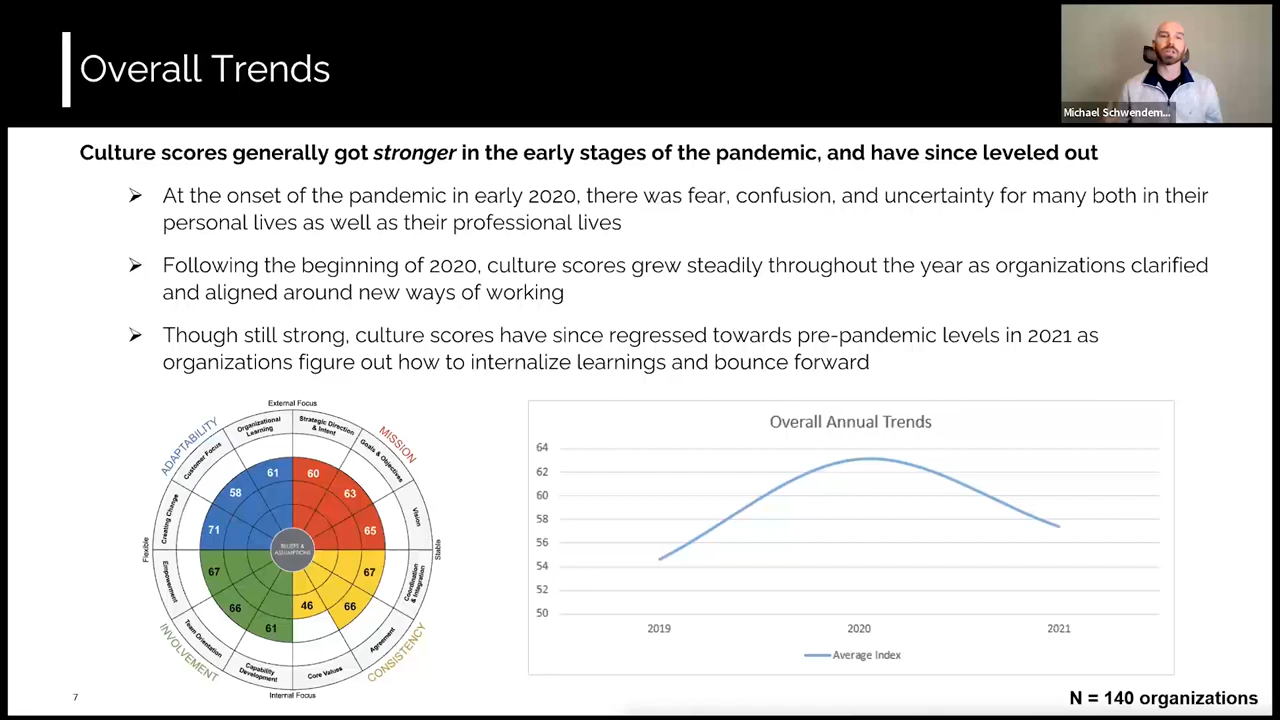 Overall Trends
Michael Schwendem...
Culture scores generally got stronger in the early stages of the pandemic, and have since leveled out
➢ At the onset of the pandemic in early 2020, there was fear, confusion, and uncertainty for many both in their
personal lives as well as their professional lives
➢ Following the beginning of 2020, culture scores grew steadily throughout the year as organizations clarified
and aligned around new ways of working
➢ Though still strong, culture scores have since regressed towards pre-pandemic levels in 2021 as
organizations figure out how to internalize learnings and bounce forward
External Focus
ADAPTABILITY
MISSION
Organizational
Learning
Strategic Direction
& Intent
Customer Focus
Goals & Objectives
Creating Change
Vision
61
60
58
63
71
65
Flexible
Stable
BELIEFS &
ASSUMPTIONS
67
67
66
46
66
61
Empowerment
Coordination
& Integration
Team Orientation
Agreement
Capability
Development
Core Values
INVOLVEMENT
CONSISTENCY
Internal Focus
Overall Annual Trends
64
62
60
58
56
54
52
50
2019
2020
2021
Average Index
7
N = 140 organizations